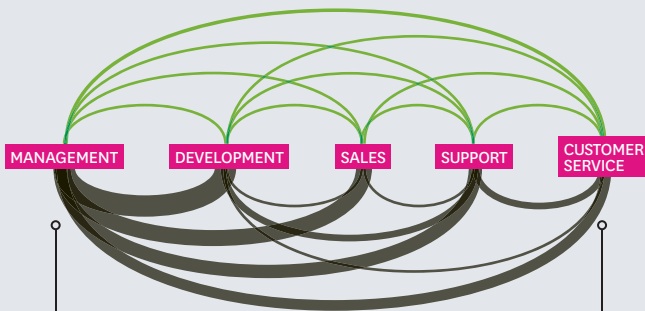 MANAGEMENT
DEVELOPMENT
SALES
SUPPORT
CUSTOMER
SERVICE